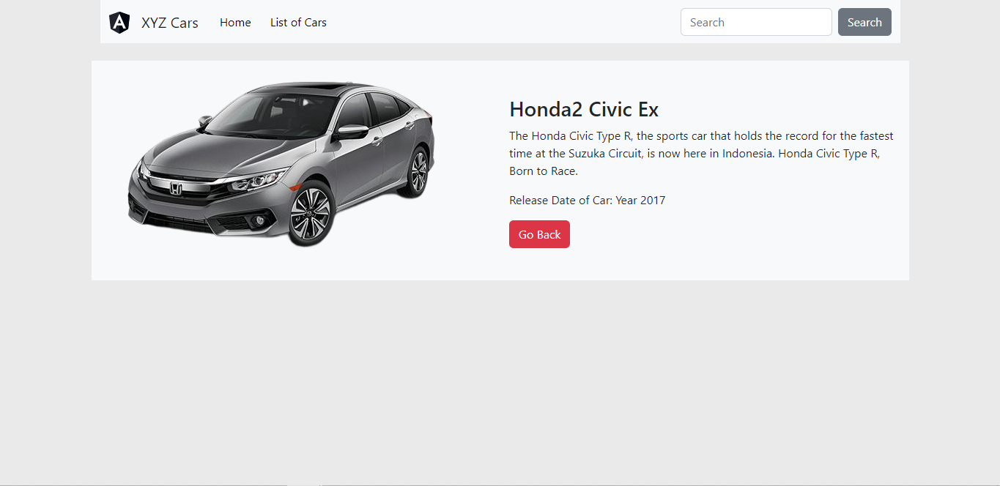 A XYZ Cars Home List of Cars Search Search
Honda2 Civic Ex
The Honda Civic Type R, the sports car that holds the record for the fastest
time at the Suzuka Circuit, is now here in Indonesia. Honda Civic Type R,
Born to Race.
Release Date of Car: Year 2017
Go Back